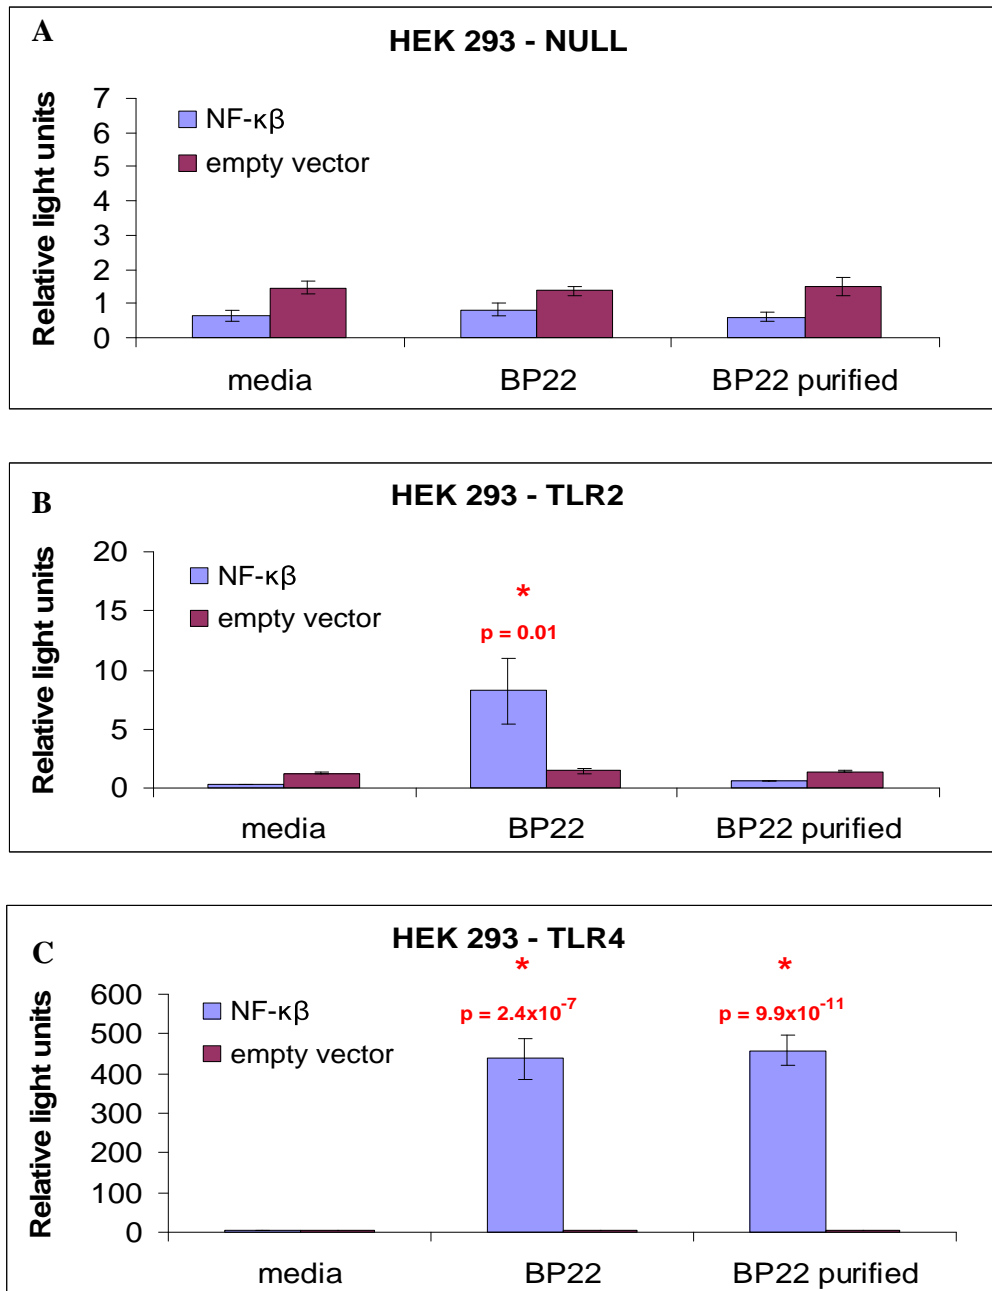 A
HEK 293 - NULL
Relative light units
7
6
5
4
3
2
1
0
NF-κβ
empty vector
media BP22 BP22 purified
B
HEK 293 - TLR2
Relative light units
20
15
10
5
0
NF-κβ
empty vector
*
p = 0.01
media BP22 BP22 purified
C
HEK 293 - TLR4
Relative light units
600
500
400
300
200
100
0
NF-κβ
empty vector
* *
p = 2.4x10⁻⁷ p = 9.9x10⁻¹¹
media BP22 BP22 purified